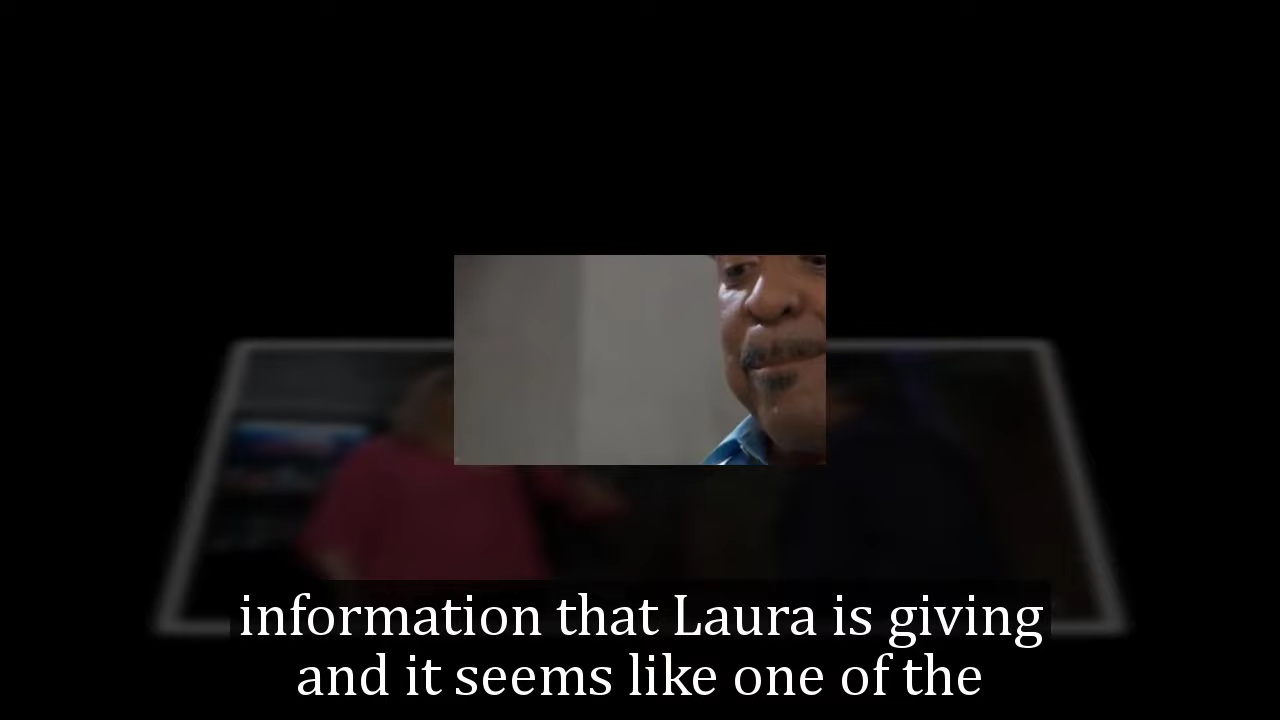 information that Laura is giving
and it seems like one of the